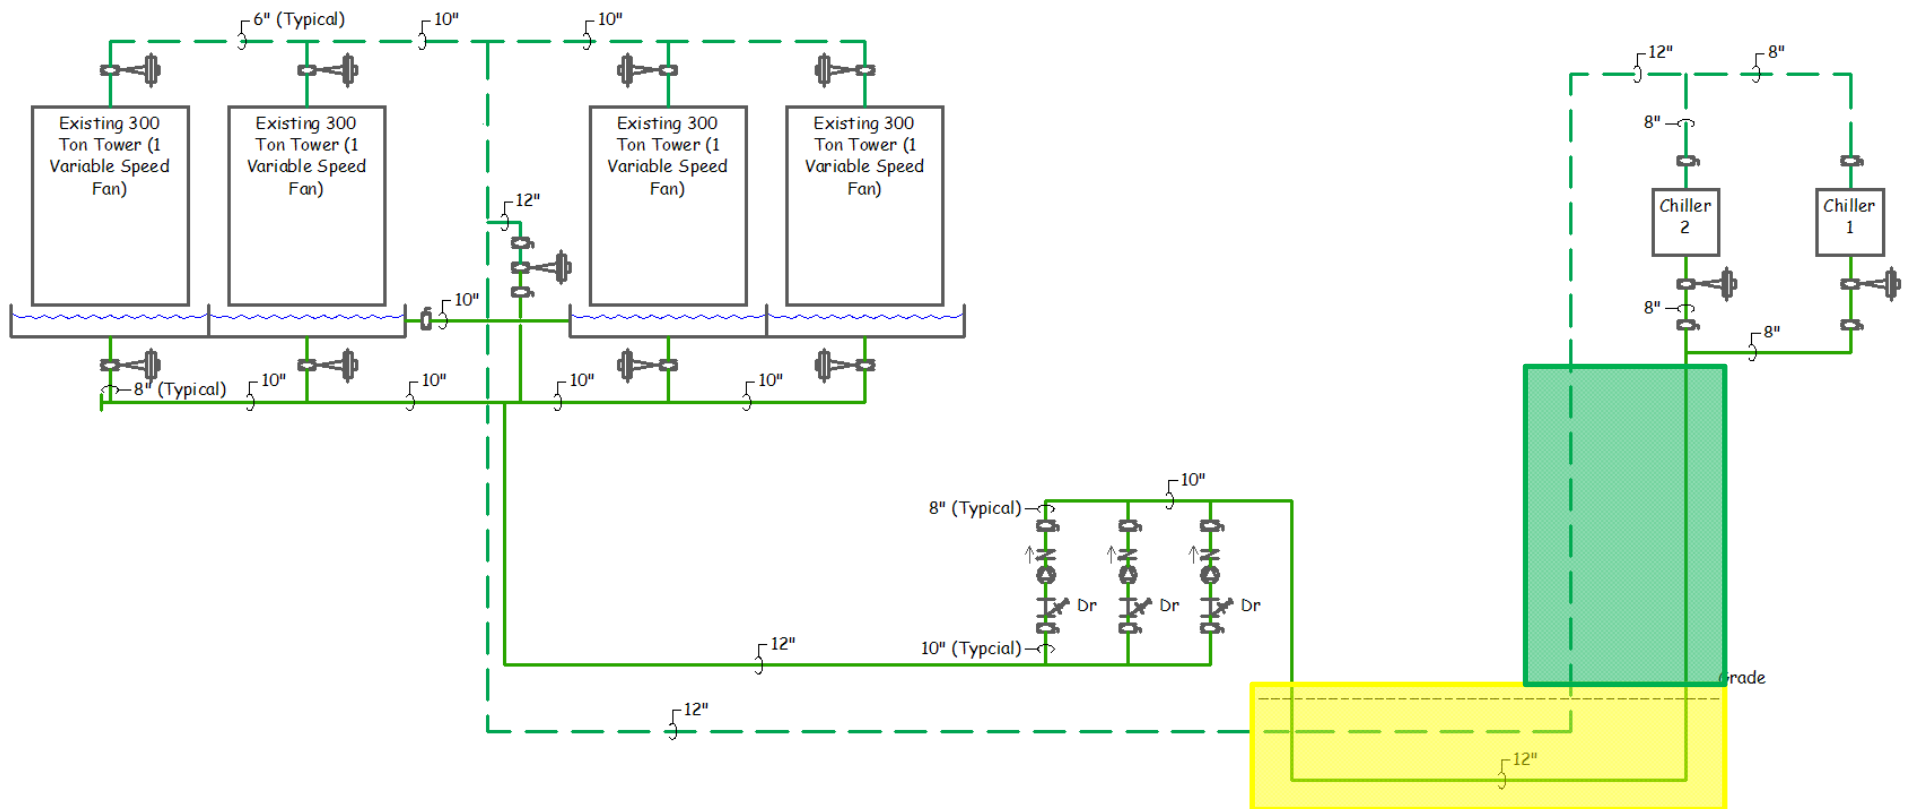 6" (Typical)
10"
10"
12"
8"
Existing 300
Ton Tower (1
Variable Speed
Fan)
Existing 300
Ton Tower (1
Variable Speed
Fan)
Existing 300
Ton Tower (1
Variable Speed
Fan)
Existing 300
Ton Tower (1
Variable Speed
Fan)
8"
12"
Chiller
2
Chiller
1
10"
8"
8"
8" (Typical)
10"
10"
10"
10"
10"
8" (Typical)
Dr
Dr
Dr
12"
10" (Typcial)
Grade
12"
12"